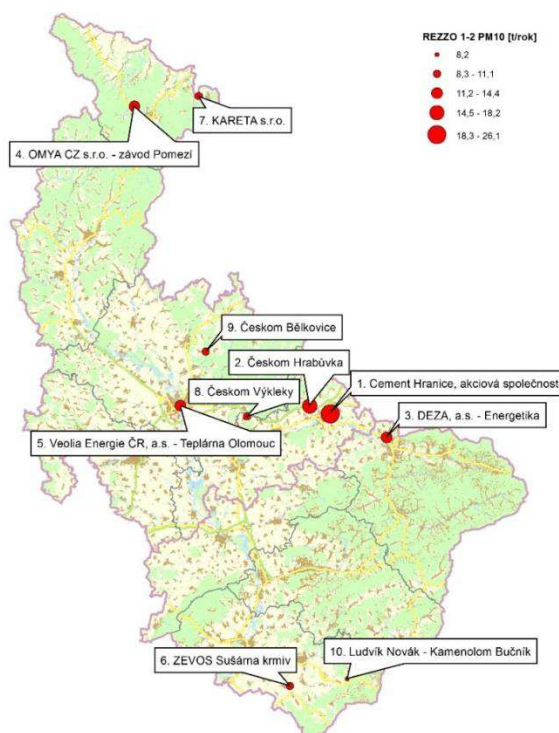 REZZO 1-2 PM10 [t/rok]
8,2
8,3 - 11,1
11,2 - 14,4
14,5 - 18,2
18,3 - 26,1
7. KARETA s.r.o.
4. OMYA CZ s.r.o. - závod Pomezí
9. Českom Bělkovice
2. Českom Hrabůvka
1. Cement Hranice, akciová společnost
8. Českom Výkleky
3. DEZA, a.s. - Energetika
5. Veolia Energie ČR, a.s. - Teplárna Olomouc
10. Ludvík Novák - Kamenolom Bučník
6. ZEVOS Sušárna krmiv